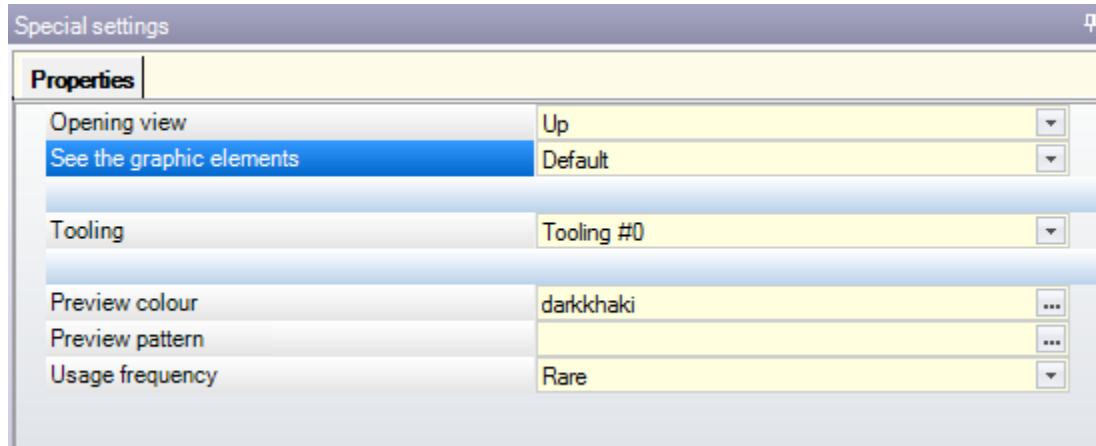 Special settings
Properties
Opening view Up
See the graphic elements Default
Tooling Tooling #0
Preview colour darkkhaki
Preview pattern
Usage frequency Rare